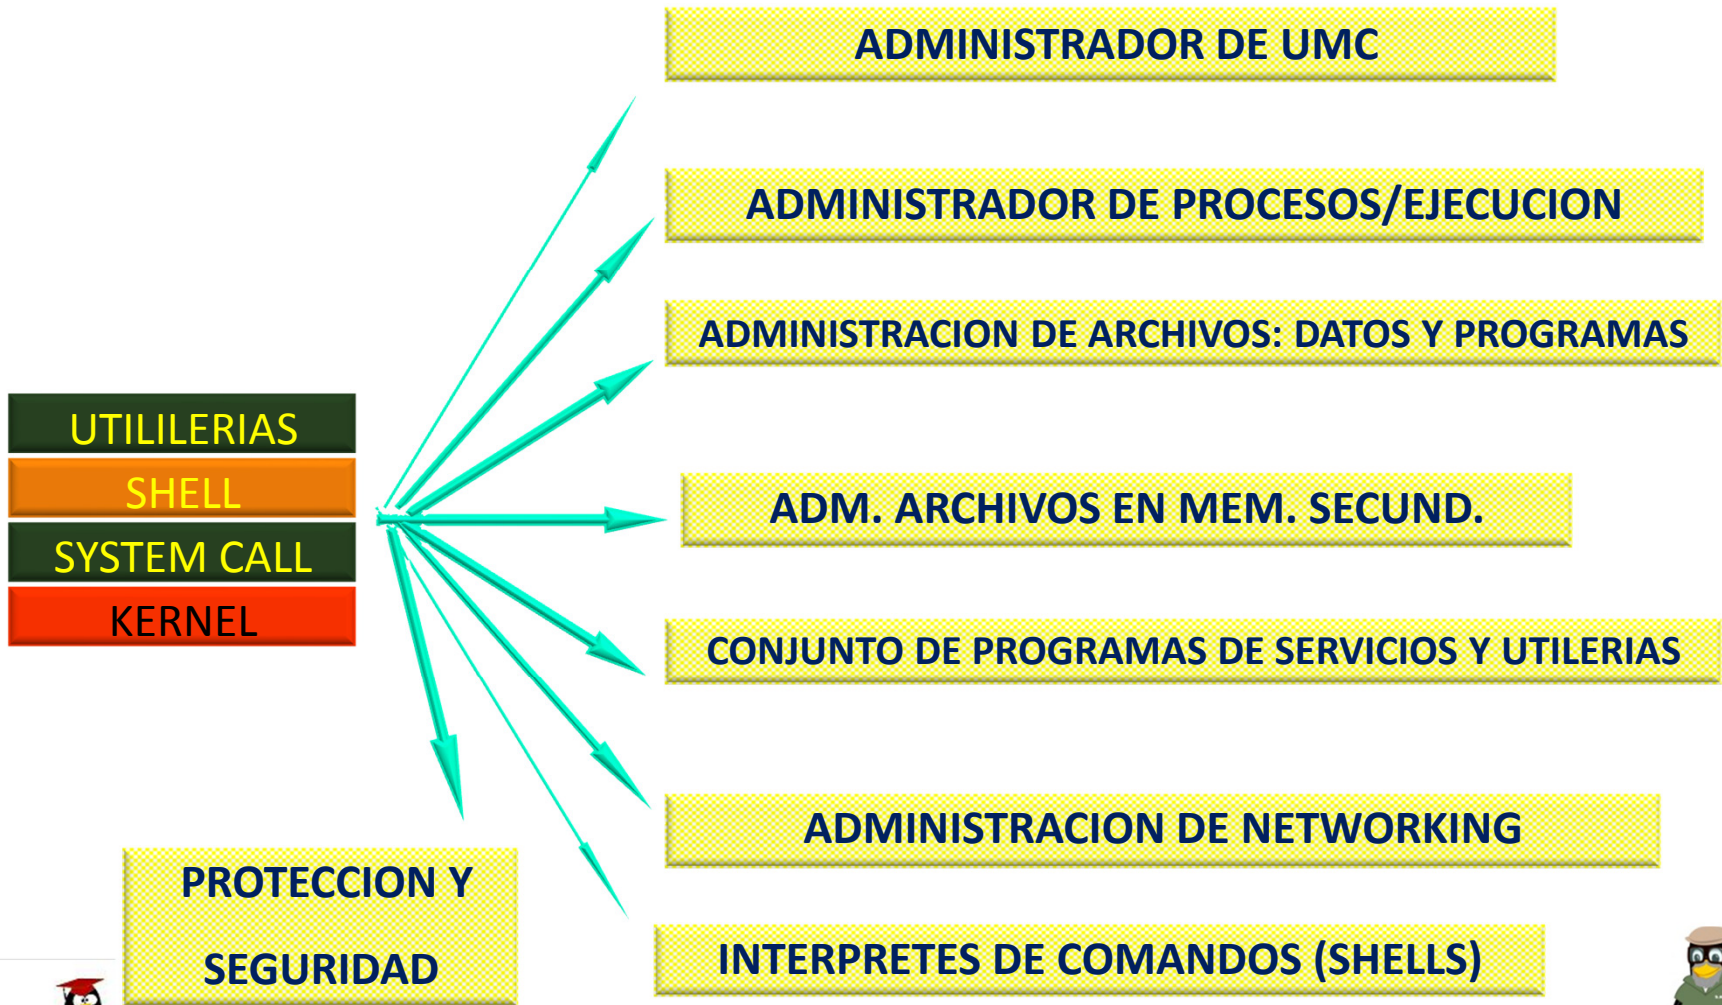 ADMINISTRADOR DE UMC
ADMINISTRADOR DE PROCESOS/EJECUCION
ADMINISTRACION DE ARCHIVOS: DATOS Y PROGRAMAS
UTILILERIAS
SHELL
SYSTEM CALL
KERNEL
ADM. ARCHIVOS EN MEM. SECUND.
CONJUNTO DE PROGRAMAS DE SERVICIOS Y UTILERIAS
ADMINISTRACION DE NETWORKING
PROTECCION Y
SEGURIDAD
INTERPRETES DE COMANDOS (SHELLS)